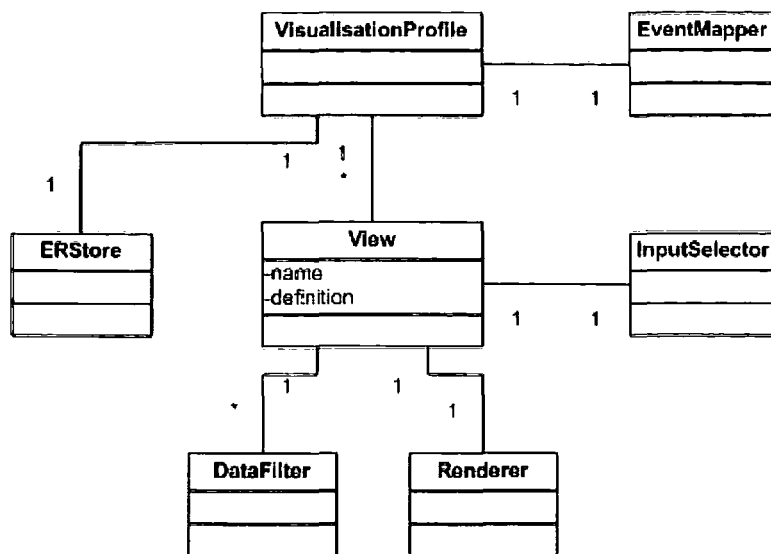 VisualisationProfile
EventMapper
1
1
1
1
*
1
ERStore
View
-name
-definition
InputSelector
1
1
1
1
*
1
DataFilter
Renderer